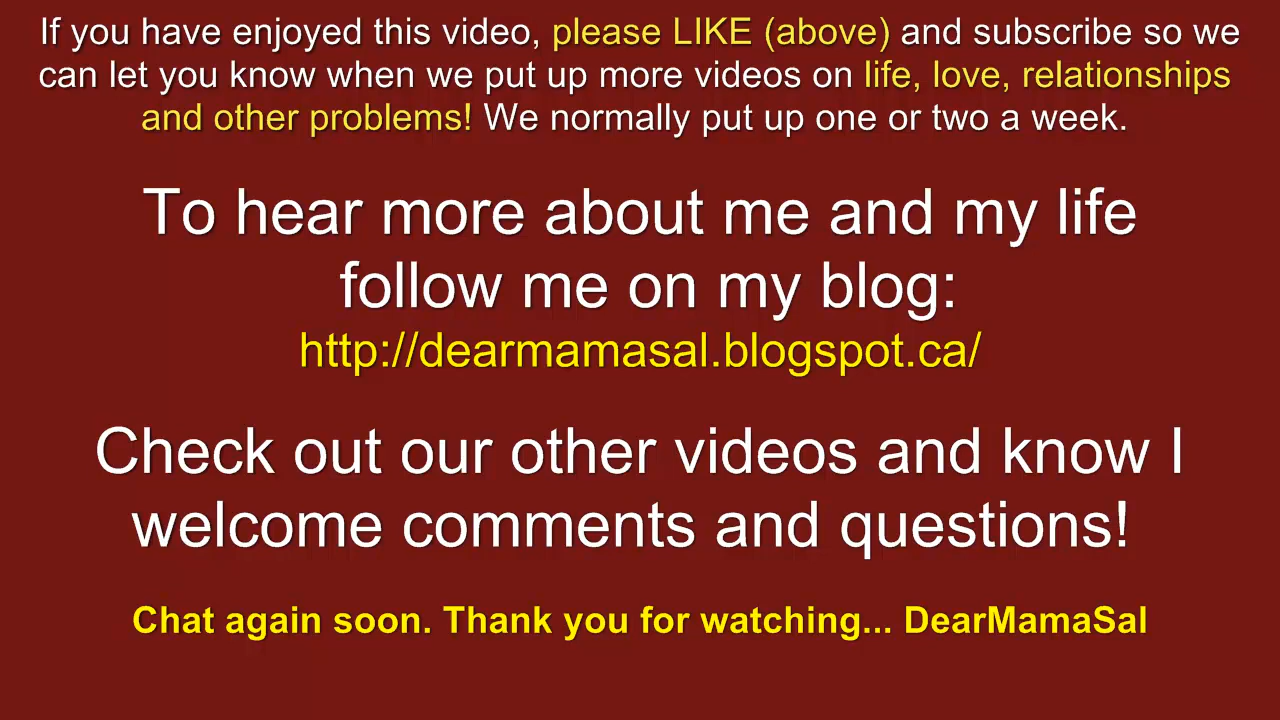 If you have enjoyed this video, please LIKE (above) and subscribe so we
can let you know when we put up more videos on life, love, relationships
and other problems! We normally put up one or two a week.
To hear more about me and my life
follow me on my blog:
http://dearmamasal.blogspot.ca/
Check out our other videos and know I
welcome comments and questions!
Chat again soon. Thank you for watching... DearMamaSal